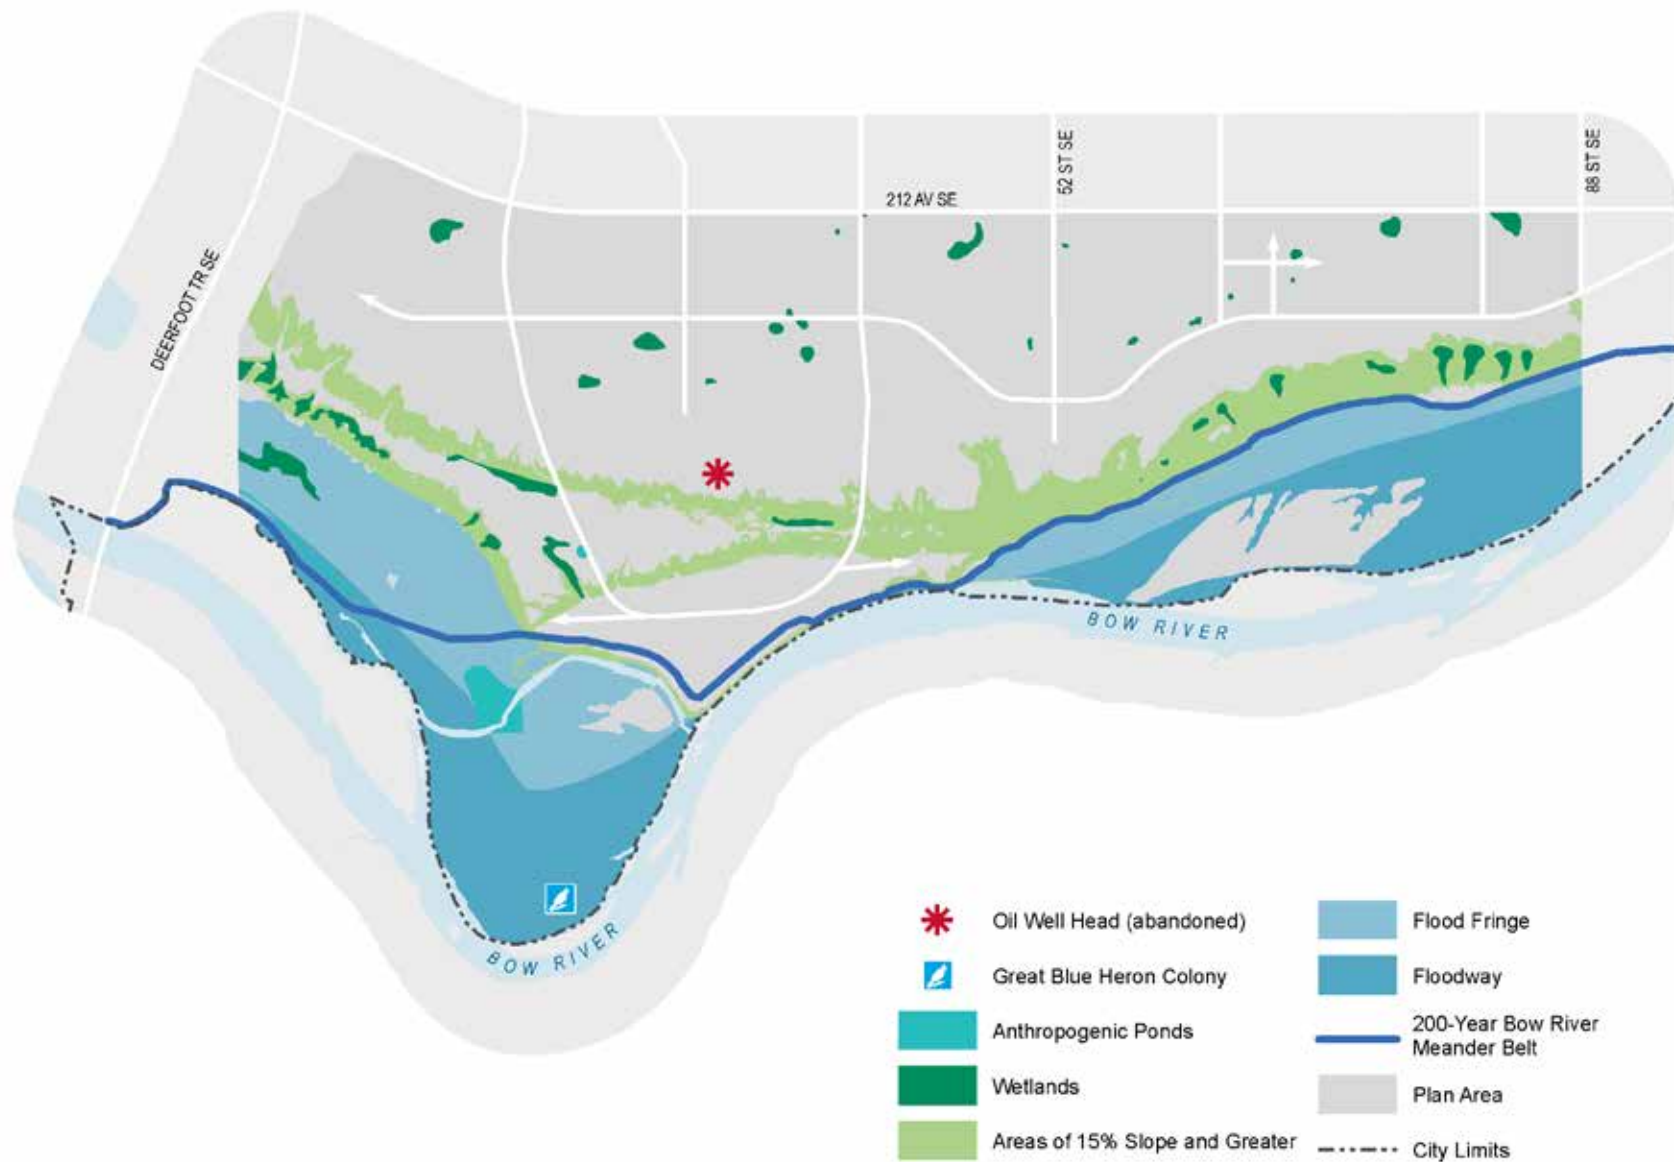 212 AV SE
52 ST SE
88 ST SE
DEERFOOT TR SE
BOW RIVER
BOW RIVER
Oil Well Head (abandoned)
Great Blue Heron Colony
Anthropogenic Ponds
Wetlands
Areas of 15% Slope and Greater
Flood Fringe
Floodway
200-Year Bow River
Meander Belt
Plan Area
City Limits